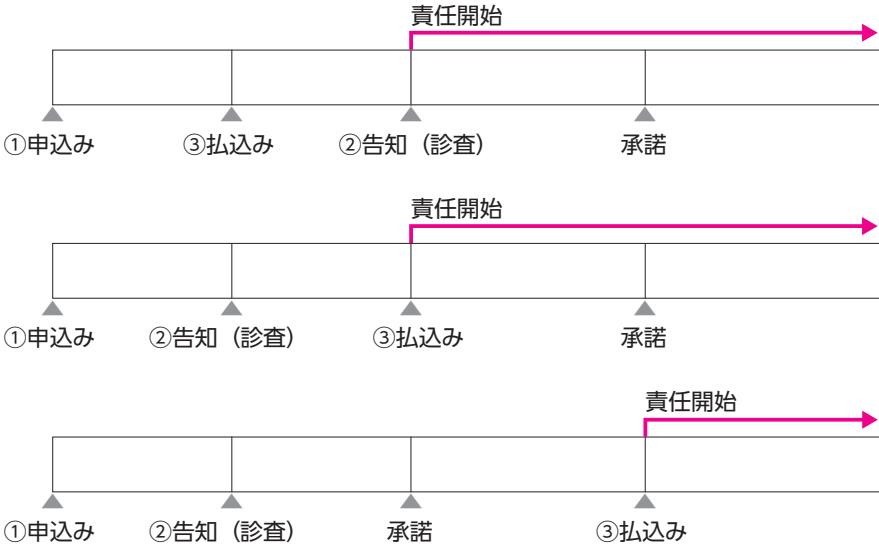 責任開始
①申込み ③払込み ②告知（診査） 承諾
責任開始
①申込み ②告知（診査） ③払込み 承諾
責任開始
①申込み ②告知（診査） 承諾 ③払込み